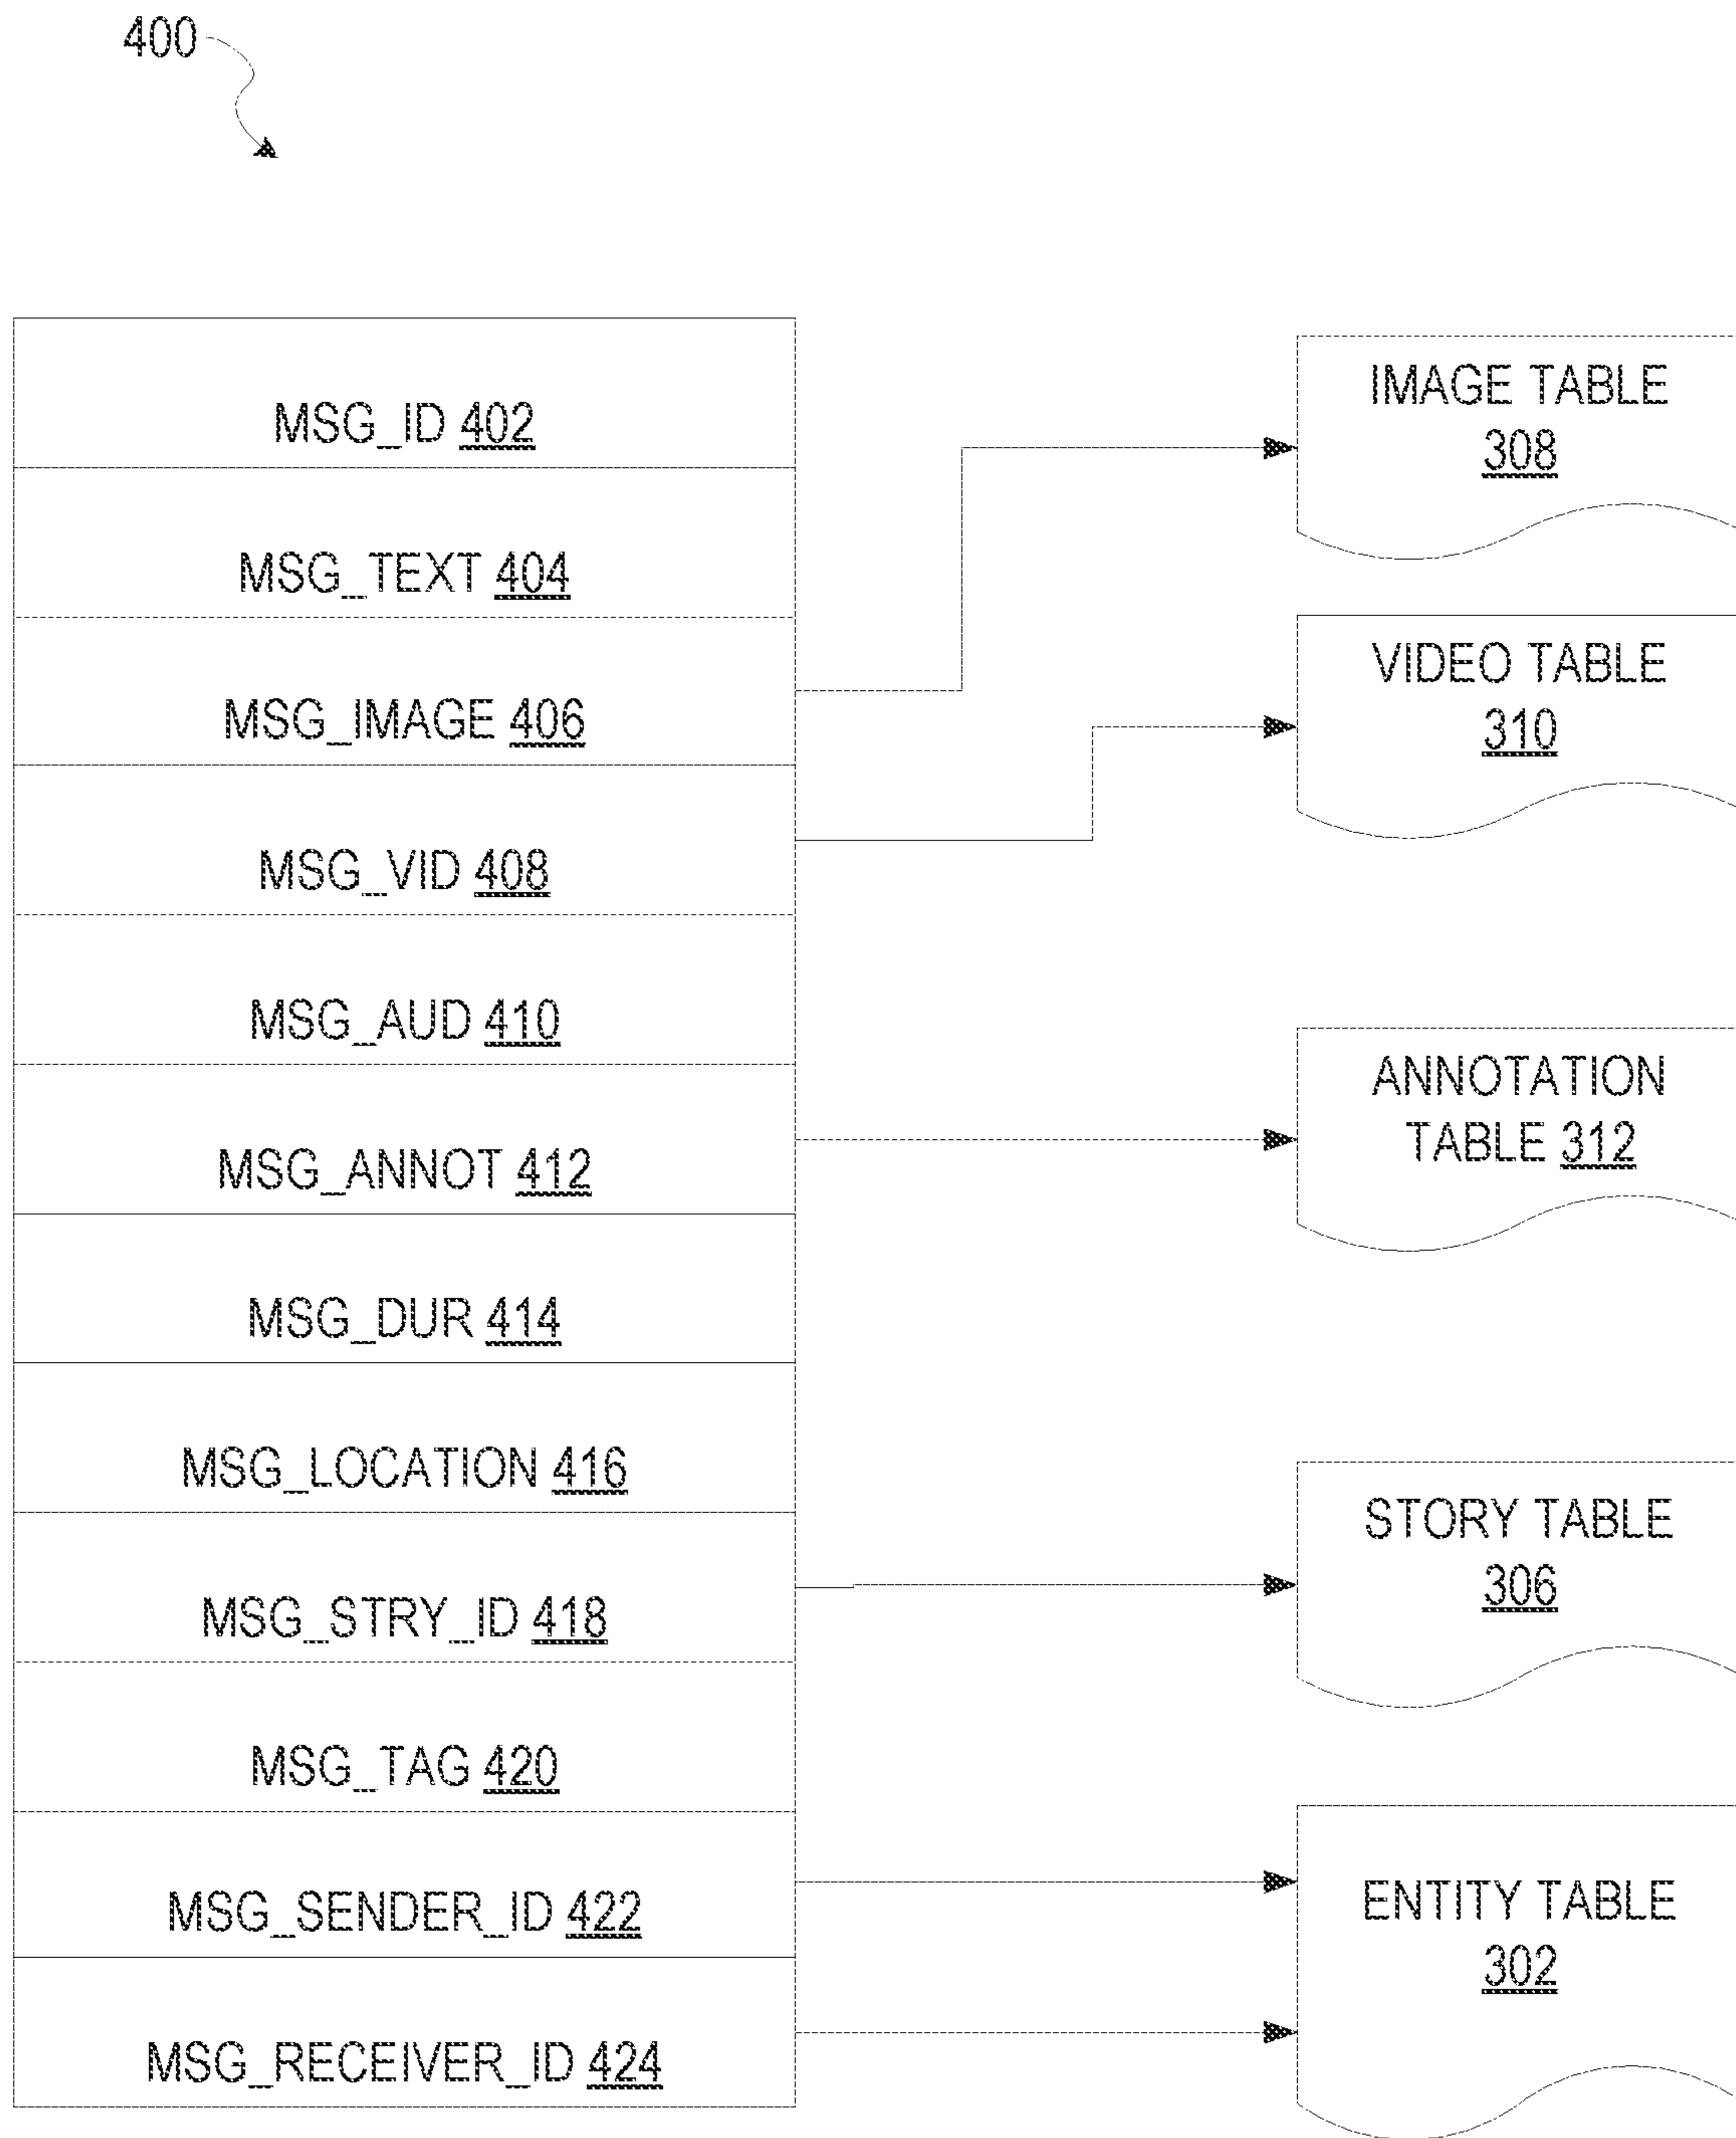 400
MSG_ID 402
MSG_TEXT 404
MSG_IMAGE 406
MSG_VID 408
MSG_AUD 410
MSG_ANNOT 412
MSG_DUR 414
MSG_LOCATION 416
MSG_STRY_ID 418
MSG_TAG 420
MSG_SENDER_ID 422
MSG_RECEIVER_ID 424
IMAGE TABLE
308
VIDEO TABLE
310
ANNOTATION
TABLE 312
STORY TABLE
306
ENTITY TABLE
302